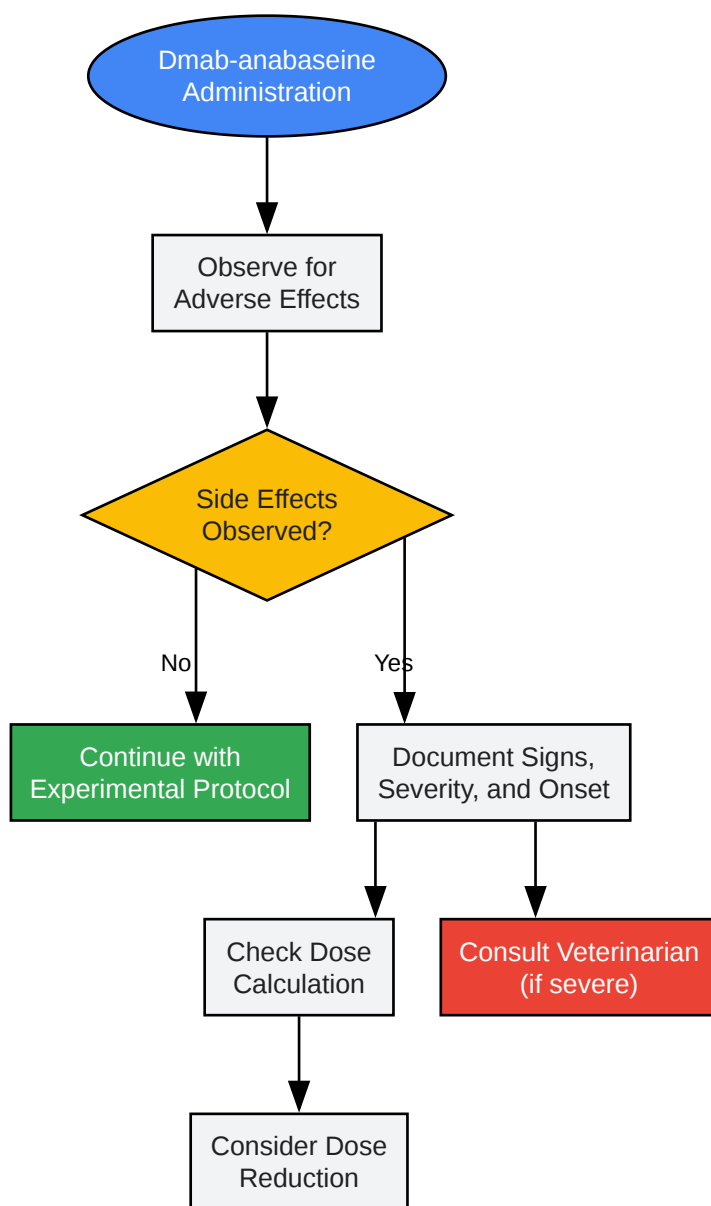 Dmab-anabaseine
Administration
Observe for
Adverse Effects
Side Effects
Observed?
No
Yes
Continue with
Experimental Protocol
Document Signs,
Severity, and Onset
Check Dose
Calculation
Consult Veterinarian
(if severe)
Consider Dose
Reduction